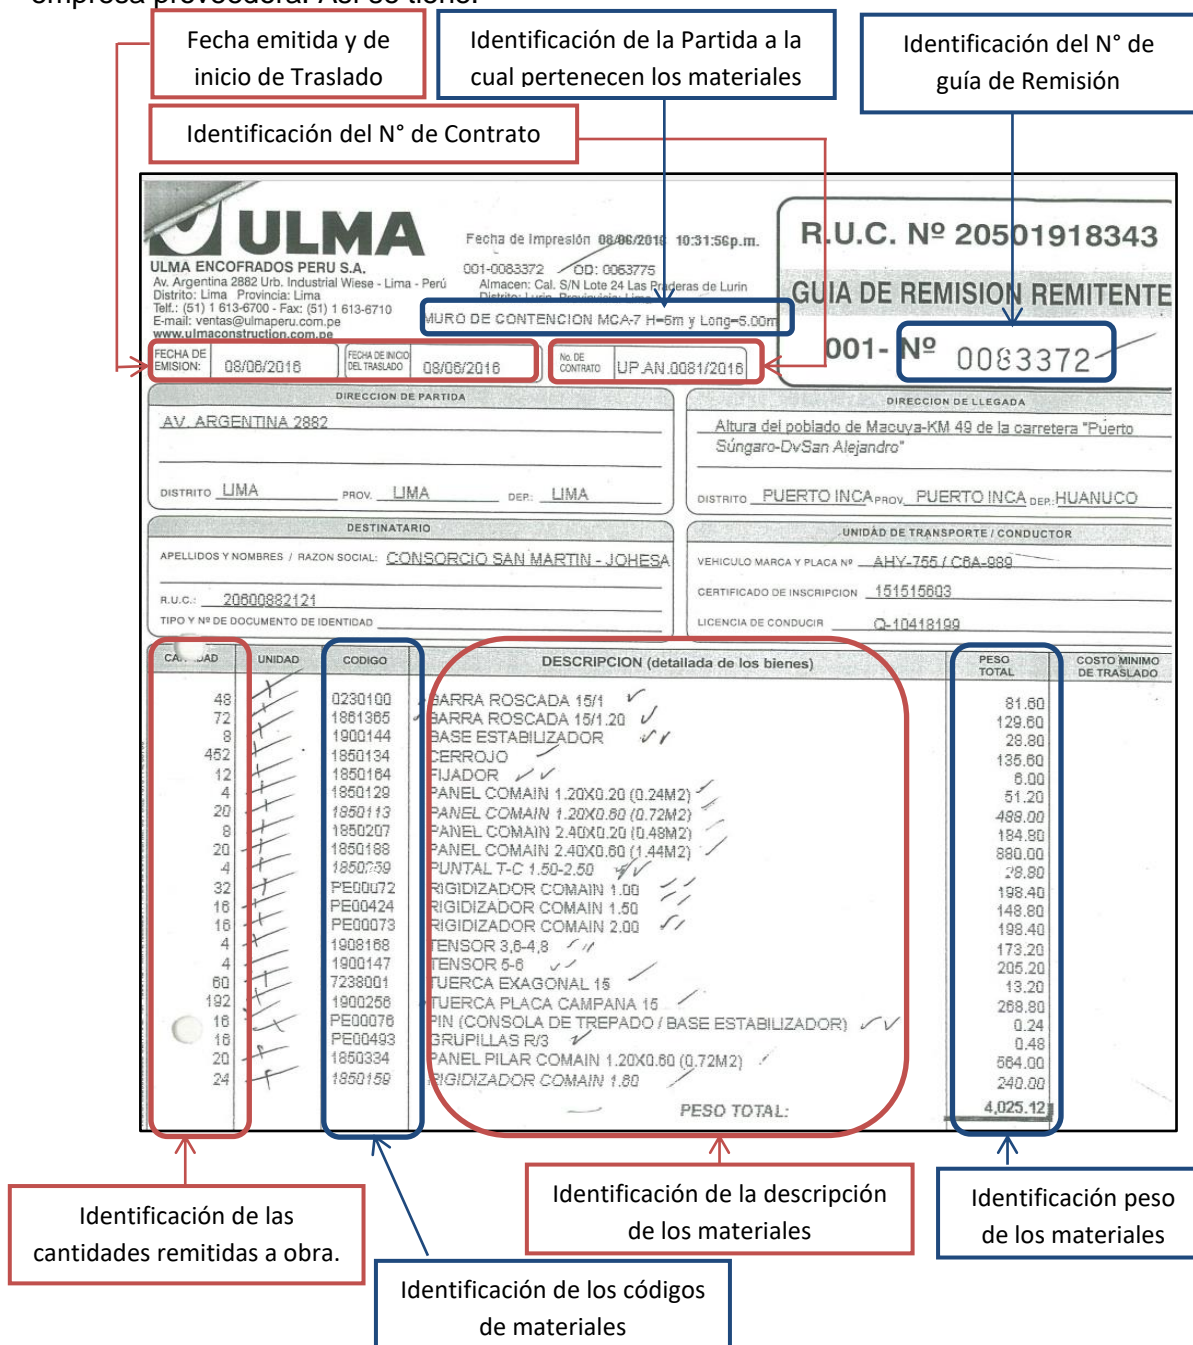 empresa proveedora. Así se tiene:
Fecha emitida y de
inicio de Traslado
Identificación de la Partida a la
cual pertenecen los materiales
Identificación del N° de
guía de Remisión
Identificación del N° de Contrato
ULMA
ULMA ENCOFRADOS PERU S.A.
Av. Argentina 2882 Urb. Industrial Wiese - Lima - Perú
Distrito: Lima Provincia: Lima
Telf.: (51) 1 613-6700 - Fax: (51) 1 613-6710
E-mail: ventas@ulmaperu.com.pe
www.ulmaconstruction.com.pe
Fecha de Impresión 08/06/2016 10:31:56p.m.
001-0083372 OD: 0063775
Almacen: Cal. S/N Lote 24 Las Praderas de Lurin
Distrito: Lurin
MURO DE CONTENCION MCA-7 H=6m y Long=5.00m
R.U.C. Nº 20501918343
GUIA DE REMISION REMITENTE
001- Nº 0083372
FECHA DE EMISION: 08/06/2016
FECHA DE INICIO DEL TRASLADO 08/06/2016
No. DE CONTRATO UP.AN.0081/2016
DIRECCION DE PARTIDA
AV. ARGENTINA 2882
DISTRITO LIMA PROV. LIMA DEP.: LIMA
DIRECCION DE LLEGADA
Altura del poblado de Macuya-KM 49 de la carretera "Puerto
Súngaro-DvSan Alejandro"
DISTRITO PUERTO INCA PROV. PUERTO INCA DEP.: HUANUCO
DESTINATARIO
APELLIDOS Y NOMBRES / RAZON SOCIAL: CONSORCIO SAN MARTIN - JOHESA
R.U.C.: 20600882121
TIPO Y Nº DE DOCUMENTO DE IDENTIDAD
UNIDAD DE TRANSPORTE / CONDUCTOR
VEHICULO MARCA Y PLACA Nº AHY-755 / C6A-989
CERTIFICADO DE INSCRIPCION 151515603
LICENCIA DE CONDUCIR Q-10418199
UNIDAD CODIGO DESCRIPCION (detallada de los bienes) PESO TOTAL COSTO MINIMO DE TRASLADO
48 0230100 BARRA ROSCADA 15/1 81.60
72 1861365 BARRA ROSCADA 15/1.20 129.60
8 1900144 BASE ESTABILIZADOR 28.80
452 1850134 CERROJO 135.60
12 1850164 FIJADOR 6.00
4 1850129 PANEL COMAIN 1.20X0.20 (0.24M2) 51.20
20 1850113 PANEL COMAIN 1.20X0.60 (0.72M2) 488.00
8 1850207 PANEL COMAIN 2.40X0.20 (0.48M2) 184.80
20 1850188 PANEL COMAIN 2.40X0.60 (1.44M2) 880.00
4 PUNTAL T-C 1.50-2.50 28.80
32 PE00072 RIGIDIZADOR COMAIN 1.00 198.40
16 PE00424 RIGIDIZADOR COMAIN 1.50 148.80
16 PE00073 RIGIDIZADOR COMAIN 2.00 198.40
4 1908168 TENSOR 3,6-4,8 173.20
4 1900147 TENSOR 5-6 205.20
60 7238001 TUERCA EXAGONAL 15 13.20
192 1900256 TUERCA PLACA CAMPANA 15 268.80
16 PE00076 PIN (CONSOLA DE TREPADO / BASE ESTABILIZADOR) 0.24
16 PE00493 GRUPILLAS R/3 0.48
20 1850334 PANEL PILAR COMAIN 1.20X0.60 (0.72M2) 564.00
24 1850159 RIGIDIZADOR COMAIN 1.60 240.00
PESO TOTAL: 4,025.12
Identificación de las
cantidades remitidas a obra.
Identificación de los códigos
de materiales
Identificación de la descripción
de los materiales
Identificación peso
de los materiales